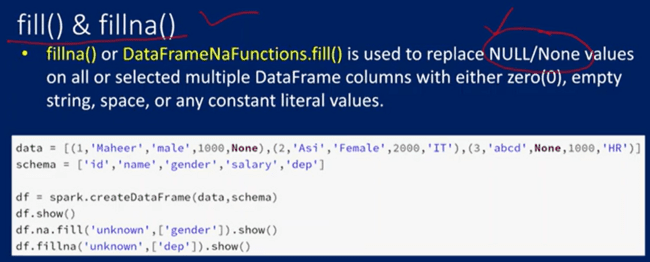 fill() & fillna()
• fillna() or DataFrameNaFunctions.fill() is used to replace NULL/None values
on all or selected multiple DataFrame columns with either zero(0), empty
string, space, or any constant literal values.
data = [(1,'Maheer','male',1000,None),(2,'Asi','Female',2000,'IT'),(3,'abcd',None,1000,'HR')]
schema = ['id','name','gender','salary','dep']
df = spark.createDataFrame(data,schema)
df.show()
df.na.fill('unknown',['gender']).show()
df.fillna('unknown',['dep']).show()